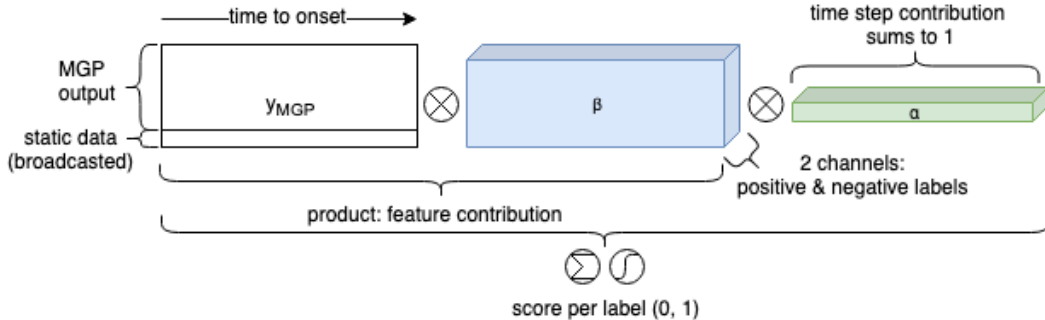 time to onset
time step contribution
sums to 1
MGP
output
yMGP
β
α
static data
(broadcasted)
2 channels:
positive & negative labels
product: feature contribution
score per label (0, 1)